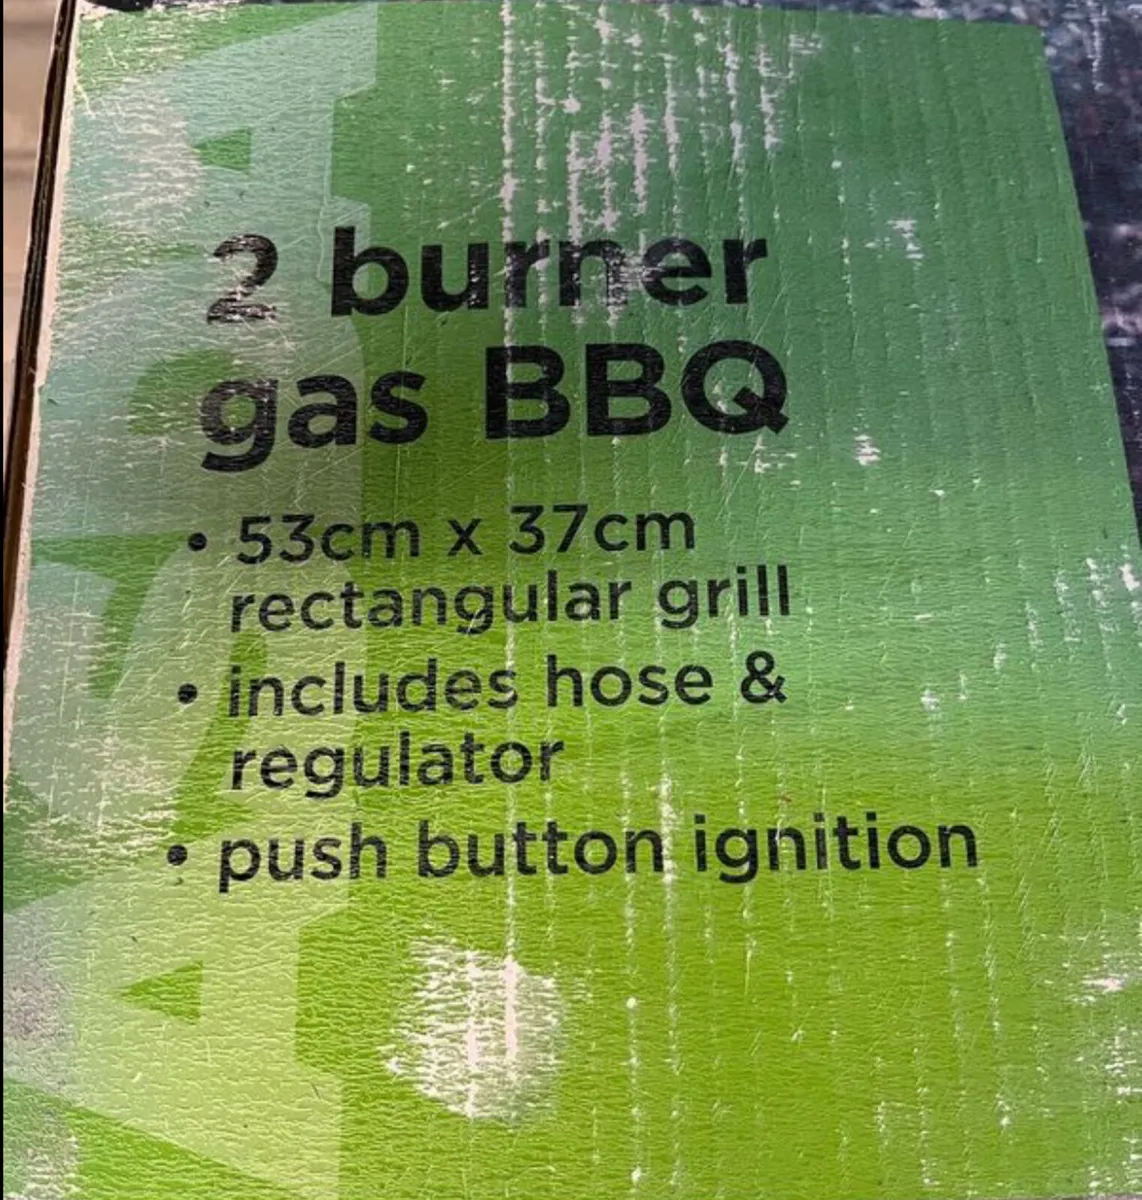 2 burner
gas BBQ
• 53cm x 37cm
rectangular grill
• includes hose &
regulator
• push button ignition